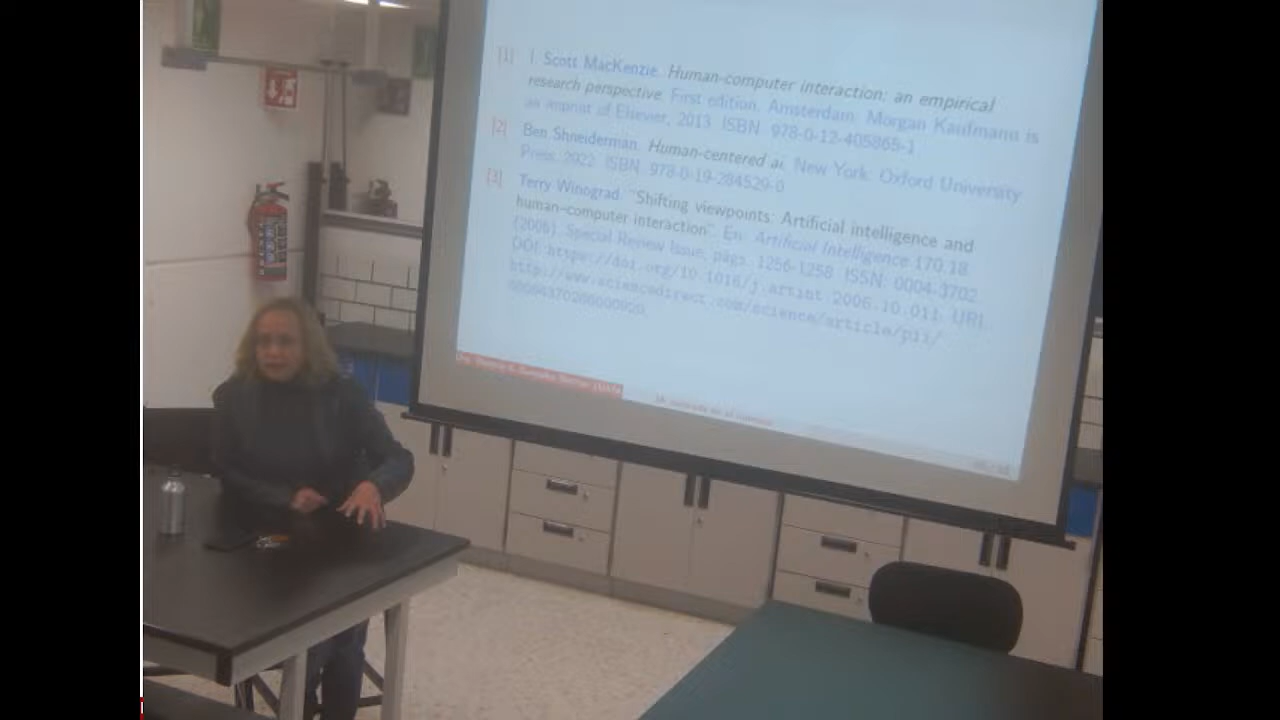 [1] I. Scott MacKenzie. Human-computer interaction: an empirical
research perspective. First edition. Amsterdam: Morgan Kaufmann is
an imprint of Elsevier, 2013. ISBN: 978-0-12-405865-1
[2] Ben Shneiderman. Human-centered ai. New York: Oxford University
Press, 2022. ISBN: 978-0-19-284529-0
[3] Terry Winograd. “Shifting viewpoints: Artificial intelligence and
human–computer interaction”. En: Artificial Intelligence 170.18
(2006). Special Review Issue, págs. 1256-1258. ISSN: 0004-3702.
DOI: https://doi.org/10.1016/j.artint.2006.10.011. URL:
http://www.sciencedirect.com/science/article/pii/